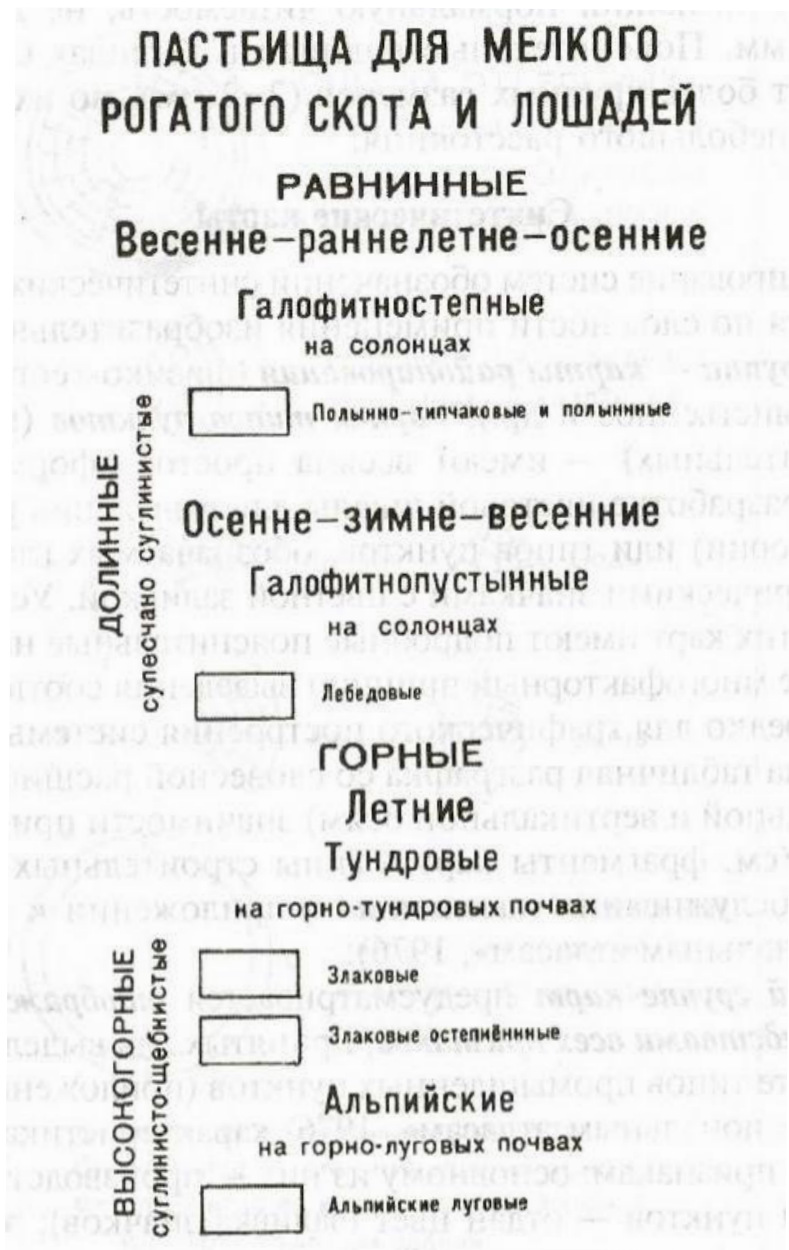 ПАСТБИЩА ДЛЯ МЕЛКОГО
РОГАТОГО СКОТА И ЛОШАДЕЙ
РАВНИННЫЕ
Весенне-раннелетне-осенние
Галофитностепные
на солонцах
ДОЛИННЫЕ
супесчано суглинистые
Полынно-типчаковые и полынные
Осенне-зимне-весенние
Галофитнопустынные
на солонцах
Лебедовые
ГОРНЫЕ
Летние
Тундровые
на горно-тундровых почвах
ВЫСОКОГОРНЫЕ
суглинисто-щебнистые
Злаковые
Злаковые остепнённые
Альпийские
на горно-луговых почвах
Альпийские луговые